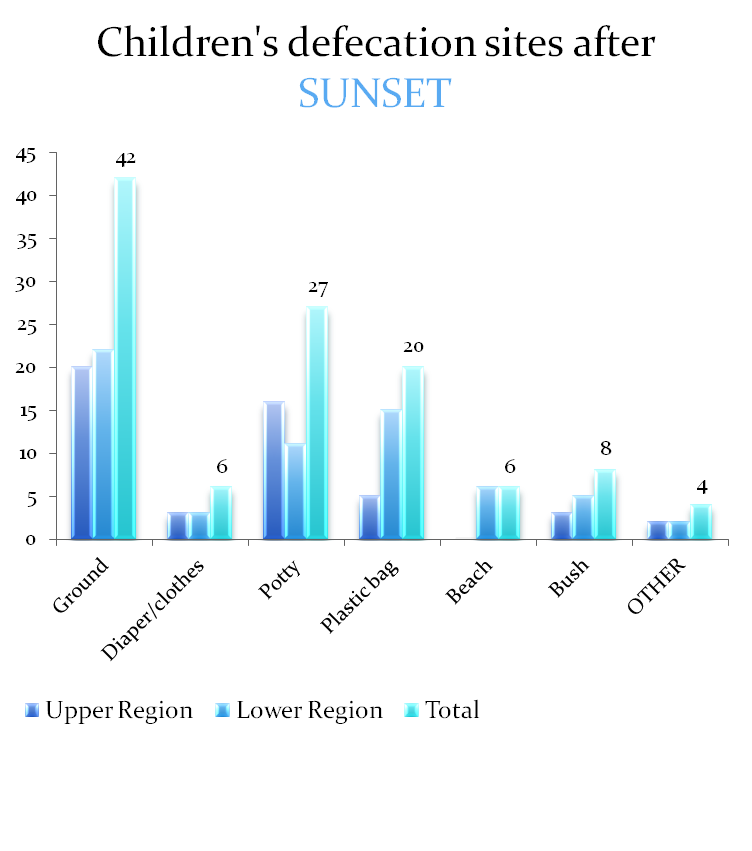 Children's defecation sites after
SUNSET
45
40
35
30
25
20
15
10
5
0
42
6
27
20
6
8
4
Ground
Diaper/clothes
Potty
Plastic bag
Beach
Bush
OTHER
Upper Region Lower Region Total